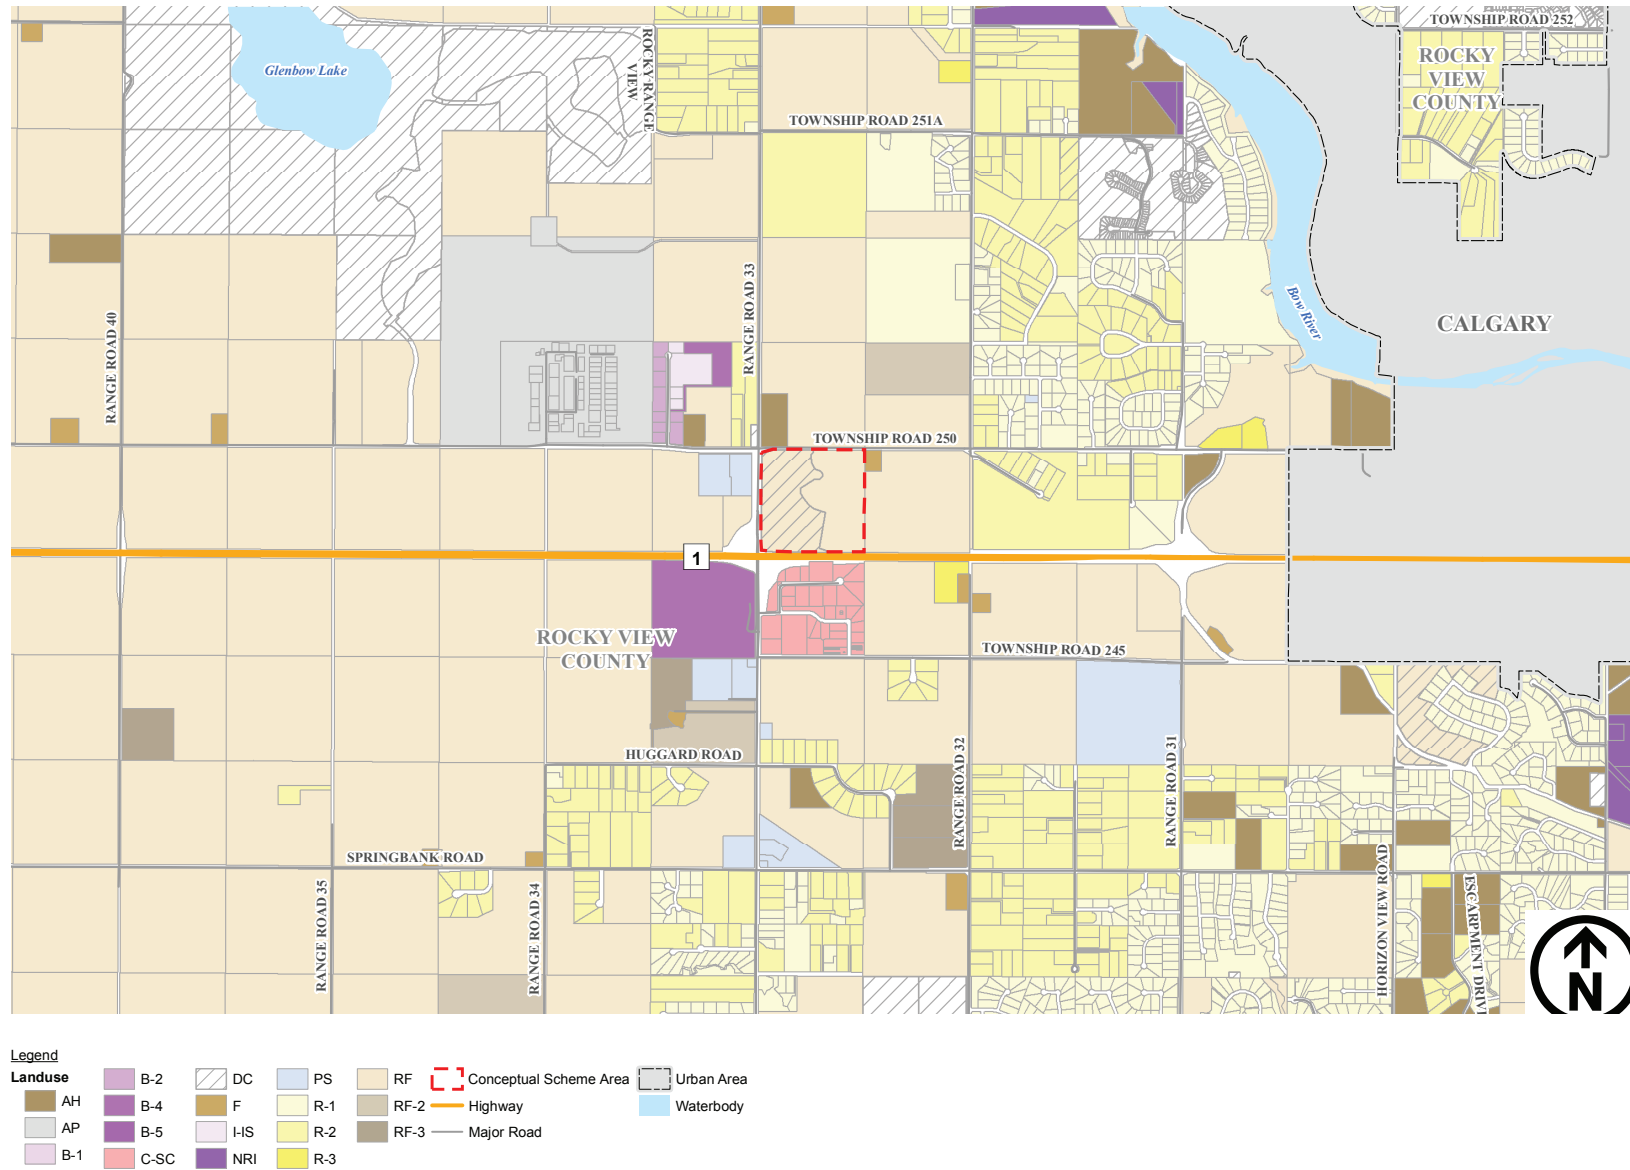 TOWNSHIP ROAD 252
ROCKY
VIEW
COUNTY
Glenbow Lake
ROCKY RANGE
VIEW
TOWNSHIP ROAD 251A
RANGE ROAD 33
Bow River
CALGARY
RANGE ROAD 40
TOWNSHIP ROAD 250
1
ROCKY VIEW
COUNTY
TOWNSHIP ROAD 245
HUGGARD ROAD
RANGE ROAD 32
RANGE ROAD 31
SPRINGBANK ROAD
RANGE ROAD 35
RANGE ROAD 34
HORIZON VIEW ROAD
ESCARPMENT DRIV
N
Legend
Landuse
AH
AP
B-1
B-2
B-4
B-5
C-SC
DC
F
I-IS
NRI
PS
R-1
R-2
R-3
RF
RF-2
RF-3
Conceptual Scheme Area
Highway
Major Road
Urban Area
Waterbody